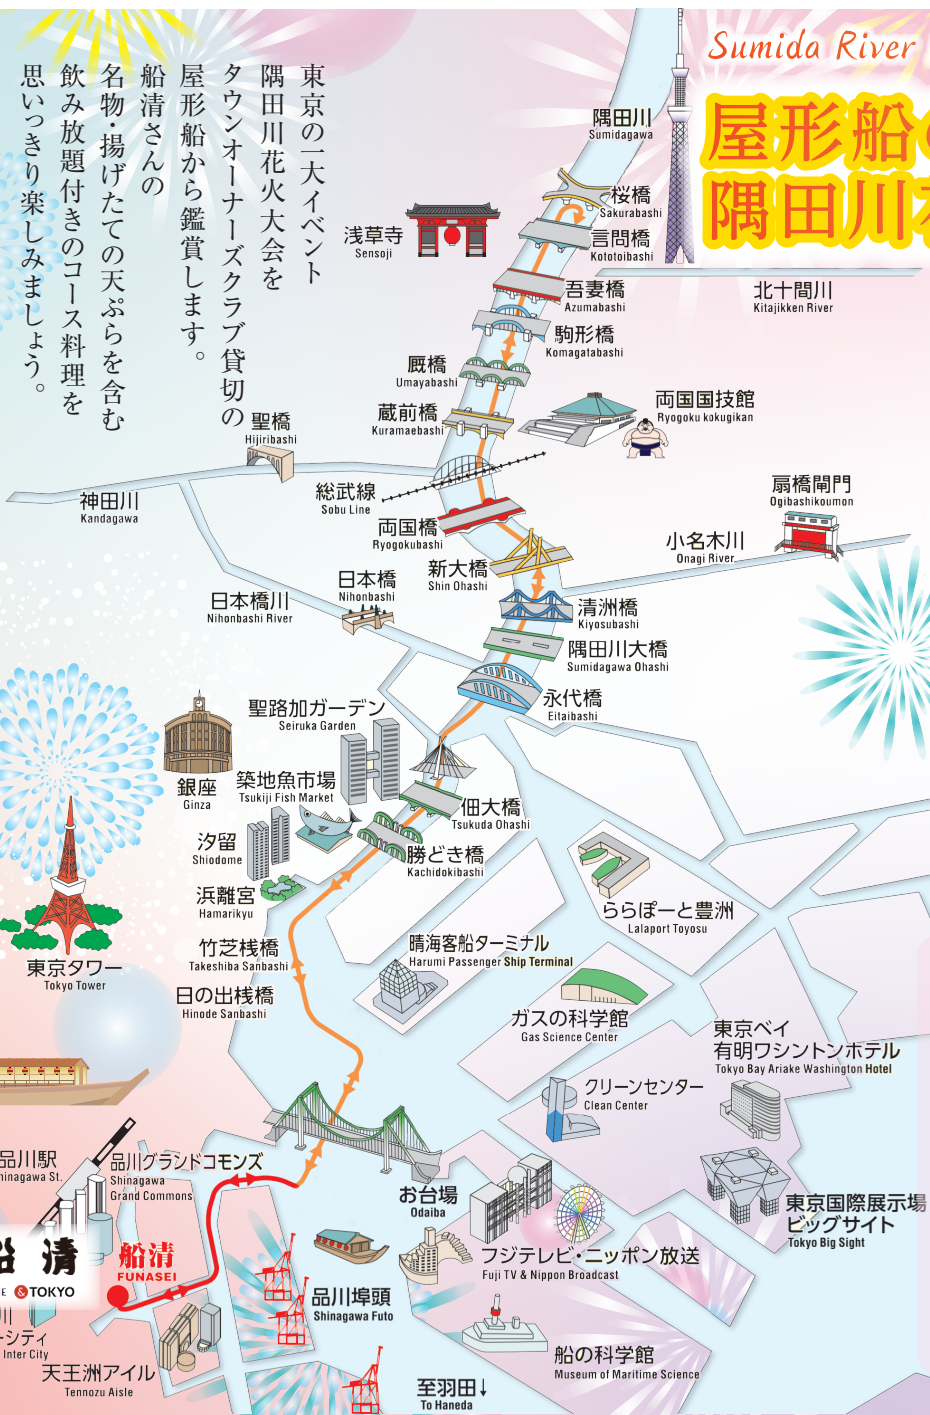 Sumida River
屋形船
隅田川
東京の一大イベント
隅田川花火大会を
タウンオーナーズクラブ貸切の
屋形船から鑑賞します。
船清さんの
名物・揚げたての天ぷらを含む
飲み放題付きのコース料理を
思いっきり楽しみましょう。
隅田川
Sumidagawa
桜橋
Sakurabashi
浅草寺
Sensoji
言問橋
Kototoibashi
吾妻橋
Azumabashi
北十間川
Kitajikken River
駒形橋
Komagatabashi
厩橋
Umayabashi
両国国技館
Ryogoku kokugikan
蔵前橋
Kuramaebashi
聖橋
Hijiribashi
神田川
Kandagawa
総武線
Sobu Line
扇橋閘門
Ogibashikoumon
両国橋
Ryogokubashi
小名木川
Onagi River
新大橋
Shin Ohashi
日本橋
Nihonbashi
日本橋川
Nihonbashi River
清洲橋
Kiyosubashi
隅田川大橋
Sumidagawa Ohashi
永代橋
Eitaibashi
聖路加ガーデン
Seiruka Garden
銀座
Ginza
築地魚市場
Tsukiji Fish Market
佃大橋
Tsukuda Ohashi
汐留
Shiodome
勝どき橋
Kachidokibashi
浜離宮
Hamarikyu
ららぽーと豊洲
Lalaport Toyosu
竹芝桟橋
Takeshiba Sanbashi
晴海客船ターミナル
Harumi Passenger Ship Terminal
東京タワー
Tokyo Tower
日の出桟橋
Hinode Sanbashi
ガスの科学館
Gas Science Center
東京ベイ
有明ワシントンホテル
Tokyo Bay Ariake Washington Hotel
クリーンセンター
Clean Center
品川駅
hinagawa St.
品川グランドコモンズ
Shinagawa
Grand Commons
お台場
Odaiba
東京国際展示場
ビッグサイト
Tokyo Big Sight
船清
E & TOKYO
船清
FUNASEI
フジテレビ・ニッポン放送
Fuji TV & Nippon Broadcast
品川埠頭
Shinagawa Futo
川
ーシティ
Inter City
船の科学館
Museum of Maritime Science
天王洲アイル
Tennozu Aisle
至羽田↓
To Haneda